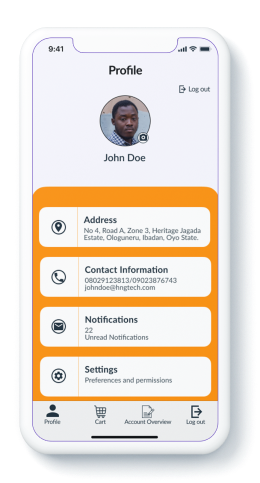 9:41
Profile
Log out
John Doe
Address
No 4, Road A, Zone 3, Heritage Jagada
Estate, Ologuneru, Ibadan, Oyo State.
Contact Information
08029123813/09023876743
johndoe@hngtech.com
Notifications
22
Unread Notifications
Settings
Preferences and permissions
Profile
Cart
Account Overview
Log out